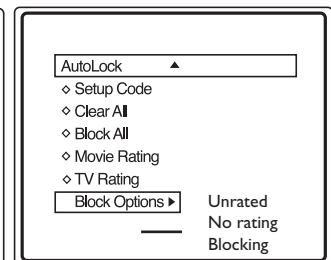 AutoLock ▲
◇ Setup Code
◇ Clear All
◇ Block All
◇ Movie Rating
◇ TV Rating
Block Options ▶ Unrated
No rating
Blocking